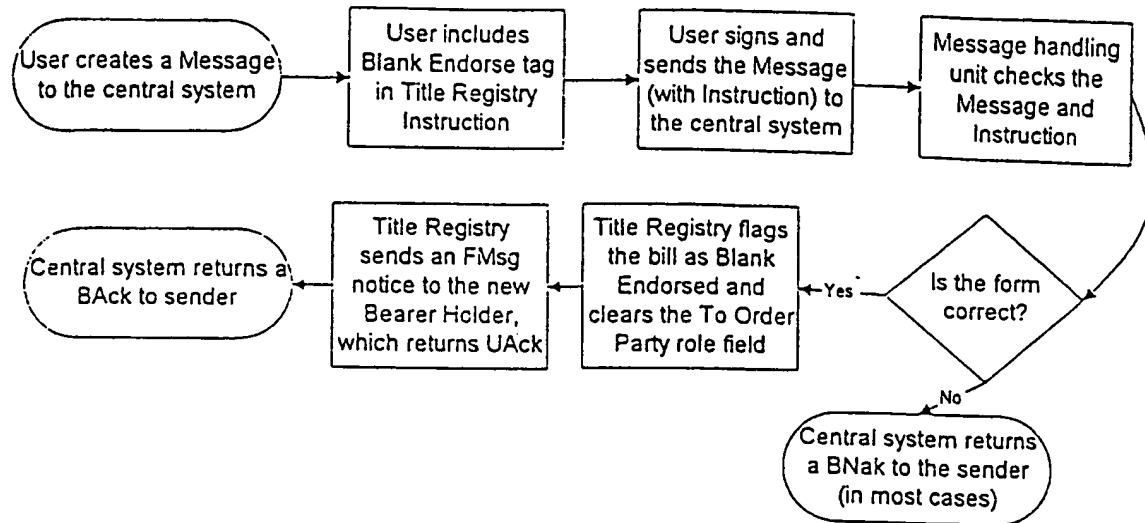 User creates a Message
to the central system
User includes
Blank Endorse tag
in Title Registry
Instruction
User signs and
sends the Message
(with Instruction) to
the central system
Message handling
unit checks the
Message and
Instruction
Is the form
correct?
Yes
Title Registry flags
the bill as Blank
Endorsed and
clears the To Order
Party role field
Title Registry
sends an FMsg
notice to the new
Bearer Holder,
which returns UAck
Central system returns a
BAck to sender
No
Central system returns
a BNak to the sender
(in most cases)